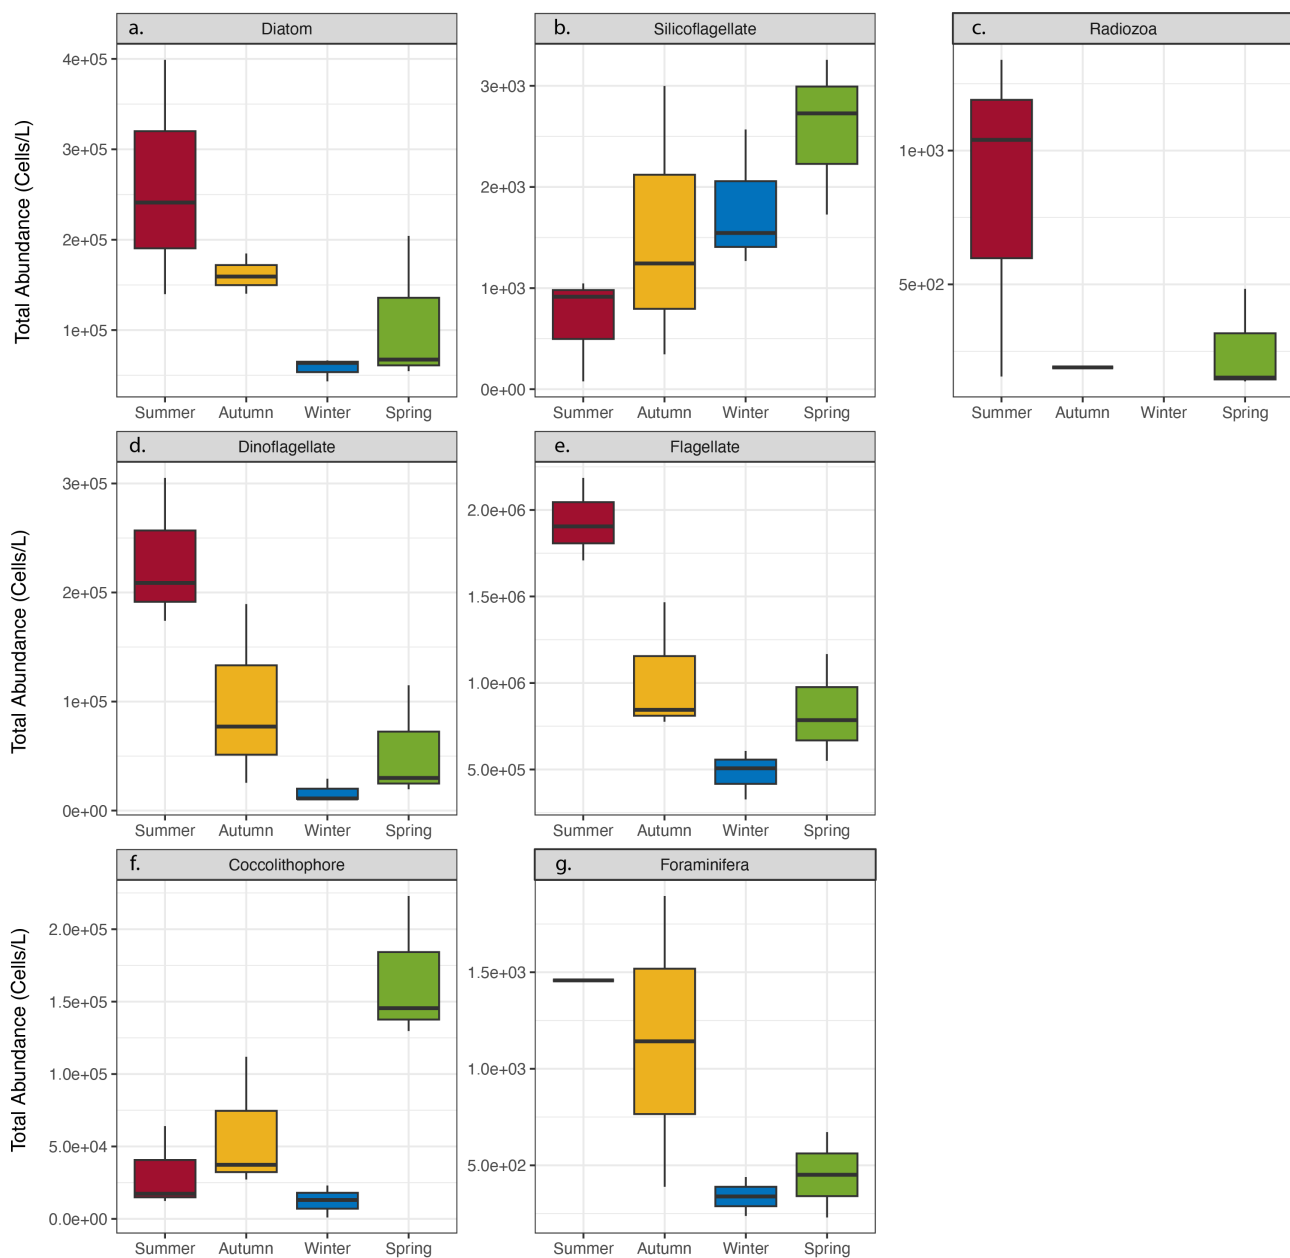 a. Diatom
b. Silicoflagellate
c. Radiozoa
Total Abundance (Cells/L)
4e+05
3e+05
2e+05
1e+05
Summer Autumn Winter Spring
3e+03
2e+03
1e+03
0e+00
Summer Autumn Winter Spring
1e+03
5e+02
Summer Autumn Winter Spring
d. Dinoflagellate
e. Flagellate
Total Abundance (Cells/L)
3e+05
2e+05
1e+05
0e+00
Summer Autumn Winter Spring
2.0e+06
1.5e+06
1.0e+06
5.0e+05
Summer Autumn Winter Spring
f. Coccolithophore
g. Foraminifera
Total Abundance (Cells/L)
2.0e+05
1.5e+05
1.0e+05
5.0e+04
0.0e+00
Summer Autumn Winter Spring
1.5e+03
1.0e+03
5.0e+02
Summer Autumn Winter Spring